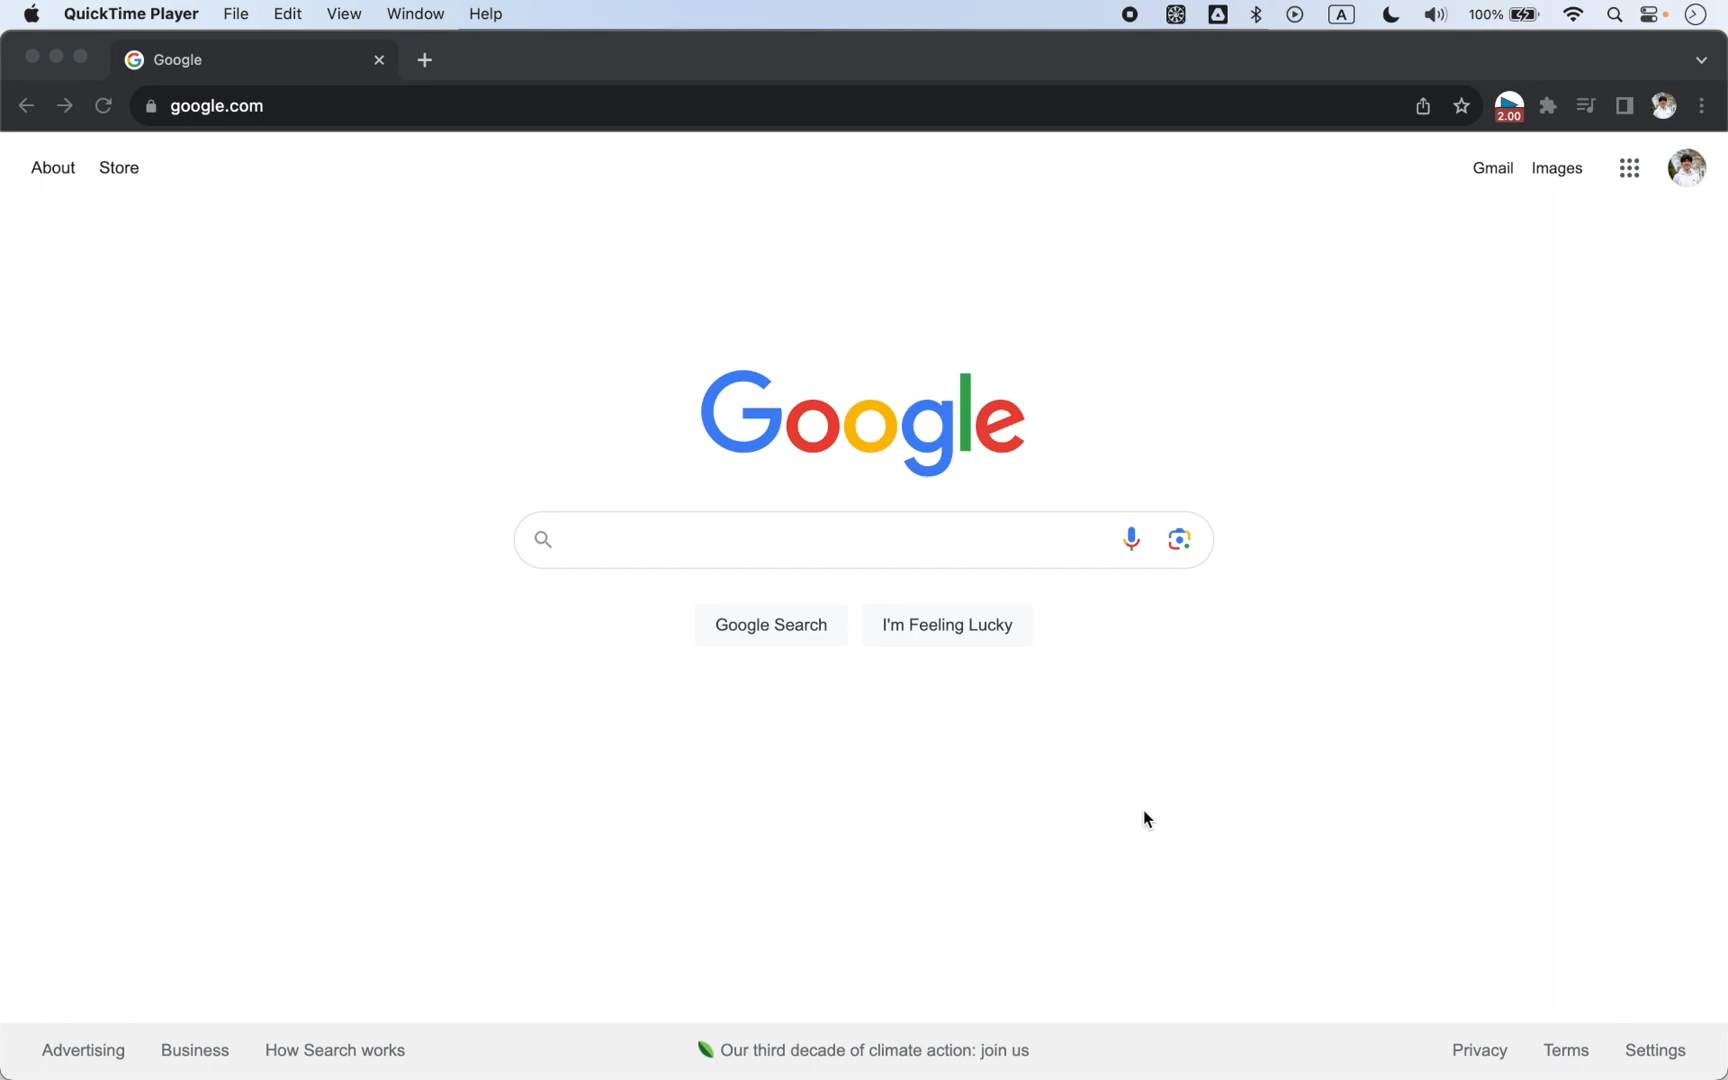 QuickTime Player File Edit View Window Help A 100%
Google
google.com 2.00
About Store Gmail Images
Google
Google Search I'm Feeling Lucky
Advertising Business How Search works Our third decade of climate action: join us Privacy Terms Settings